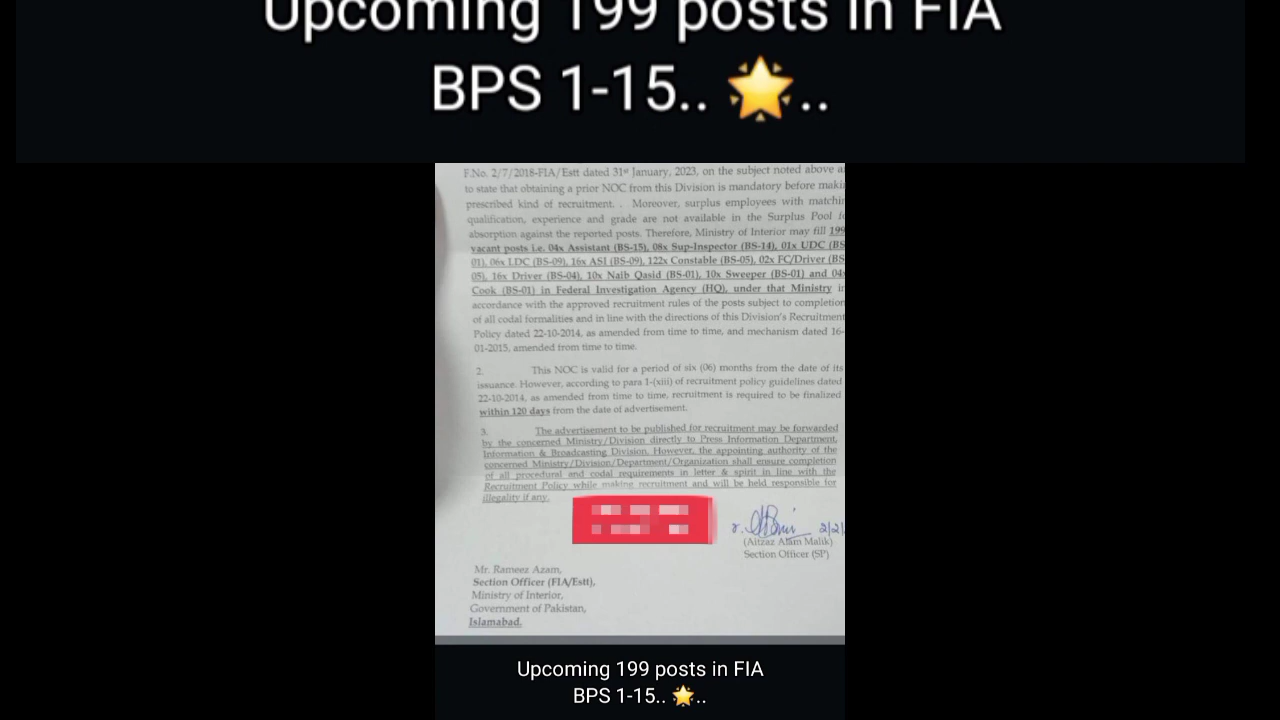 Upcoming 199 posts in FIA
BPS 1-15.. 🌟..
F.No. 2/7/2018-FIA/Estt dated 31st January, 2023, on the subject noted above a
to state that obtaining a prior NOC from this Division is mandatory before maki
prescribed kind of recruitment. . Moreover, surplus employees with matchin
qualification, experience and grade are not available in the Surplus Pool f
absorption against the reported posts. Therefore, Ministry of Interior may fill 199
vacant posts i.e. 04x Assistant (BS-15), 08x Sup-Inspector (BS-14), 01x UDC (BS
01), 06x LDC (BS-09), 16x ASI (BS-09), 122x Constable (BS-05), 02x FC/Driver (BS
05), 16x Driver (BS-04), 10x Naib Qasid (BS-01), 10x Sweeper (BS-01) and 04x
Cook (BS-01) in Federal Investigation Agency (HQ), under that Ministry in
accordance with the approved recruitment rules of the posts subject to completion
of all codal formalities and in line with the directions of this Division's Recruitment
Policy dated 22-10-2014, as amended from time to time, and mechanism dated 16-
01-2015, amended from time to time.
2. This NOC is valid for a period of six (06) months from the date of its
issuance. However, according to para 1-(xiii) of recruitment policy guidelines dated
22-10-2014, as amended from time to time, recruitment is required to be finalized
within 120 days from the date of advertisement.
3. The advertisement to be published for recruitment may be forwarded
by the concerned Ministry/Division directly to Press Information Department,
Information & Broadcasting Division. However, the appointing authority of the
concerned Ministry/Division/Department/Organization shall ensure completion
of all procedural and codal requirements in letter & spirit in line with the
Recruitment Policy while making recruitment and will be held responsible for
illegality if any.
(Aitzaz Alam Malik)
Section Officer (SP)
Mr. Rameez Azam,
Section Officer (FIA/Estt),
Ministry of Interior,
Government of Pakistan,
Islamabad.
Upcoming 199 posts in FIA
BPS 1-15.. 🌟..